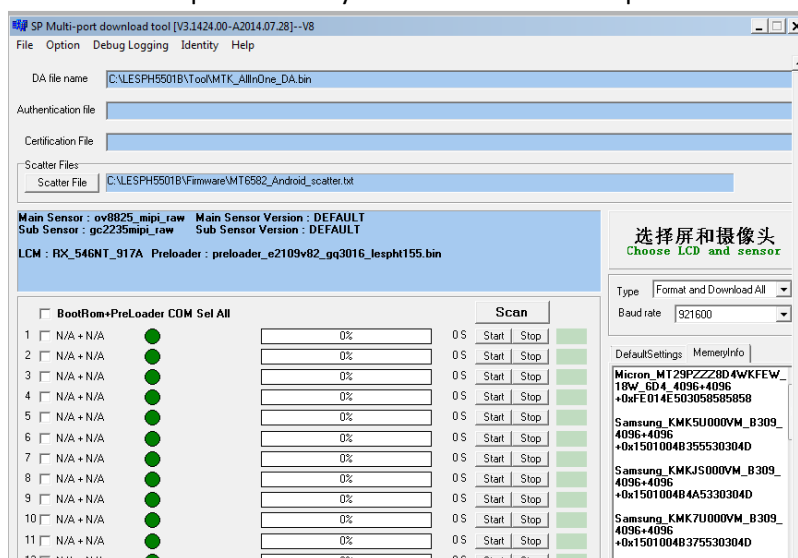 SP Multi-port download tool [V3.1424.00-A2014.07.28]--V8
File Option Debug Logging Identity Help
DA file name C:\LESPH5501B\Tool\MTK_AllInOne_DA.bin
Authentication file
Certification File
Scatter Files
Scatter File C:\LESPH5501B\Firmware\MT6582_Android_scatter.txt
Main Sensor : ov8825_mipi_raw Main Sensor Version : DEFAULT
Sub Sensor : gc2235mipi_raw Sub Sensor Version : DEFAULT
LCM : RX_546NT_917A Preloader : preloader_e2109v82_gq3016_lespht155.bin
选择屏和摄像头
Choose LCD and sensor
Type Format and Download All
Baud rate 921600
BootRom+PreLoader COM Sel All Scan
1 N/A + N/A 0% 0 S Start Stop
2 N/A + N/A 0% 0 S Start Stop
3 N/A + N/A 0% 0 S Start Stop
4 N/A + N/A 0% 0 S Start Stop
5 N/A + N/A 0% 0 S Start Stop
6 N/A + N/A 0% 0 S Start Stop
7 N/A + N/A 0% 0 S Start Stop
8 N/A + N/A 0% 0 S Start Stop
9 N/A + N/A 0% 0 S Start Stop
10 N/A + N/A 0% 0 S Start Stop
11 N/A + N/A 0% 0 S Start Stop
DefaultSettings MemeryInfo
Micron_MT29PZZZ8D4WKFEW_
18W_6D4_4096+4096
+0xFE014E503058585858
Samsung_KMK5U000VM_B309_
4096+4096
+0x1501004B355530304D
Samsung_KMKJS000VM_B309_
4096+4096
+0x1501004B4A5330304D
Samsung_KMK7U000VM_B309_
4096+4096
+0x1501004B375530304D